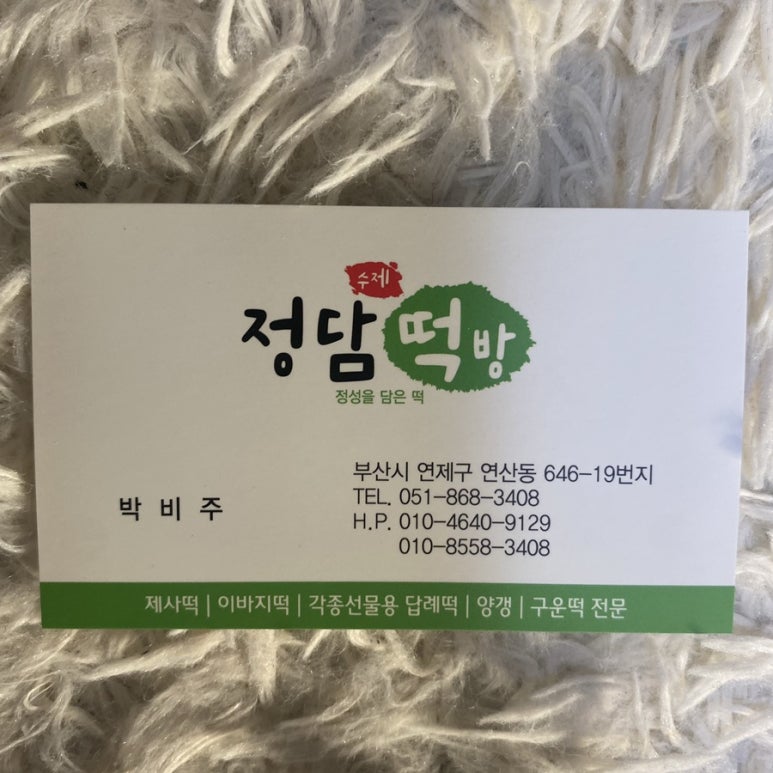 수제
정담떡방
정성을 담은 떡
박 비 주
부산시 연제구 연산동 646-19번지
TEL. 051-868-3408
H.P. 010-4640-9129
010-8558-3408
제사떡 | 이바지떡 | 각종선물용 답례떡 | 양갱 | 구운떡 전문